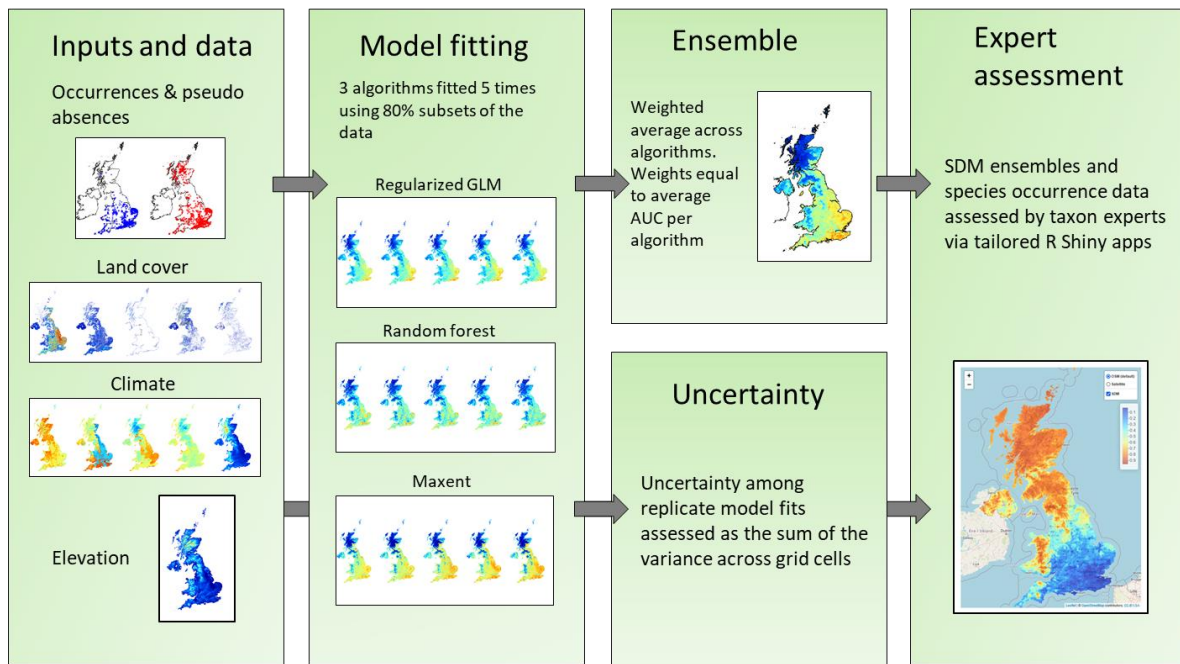 Inputs and data
Occurrences & pseudo
absences
Land cover
Climate
Elevation
Model fitting
3 algorithms fitted 5 times
using 80% subsets of the
data
Regularized GLM
Random forest
Maxent
Ensemble
Weighted
average across
algorithms.
Weights equal
to average
AUC per
algorithm
Uncertainty
Uncertainty among
replicate model fits
assessed as the sum of the
variance across grid cells
Expert
assessment
SDM ensembles and
species occurrence data
assessed by taxon experts
via tailored R Shiny apps
+
−